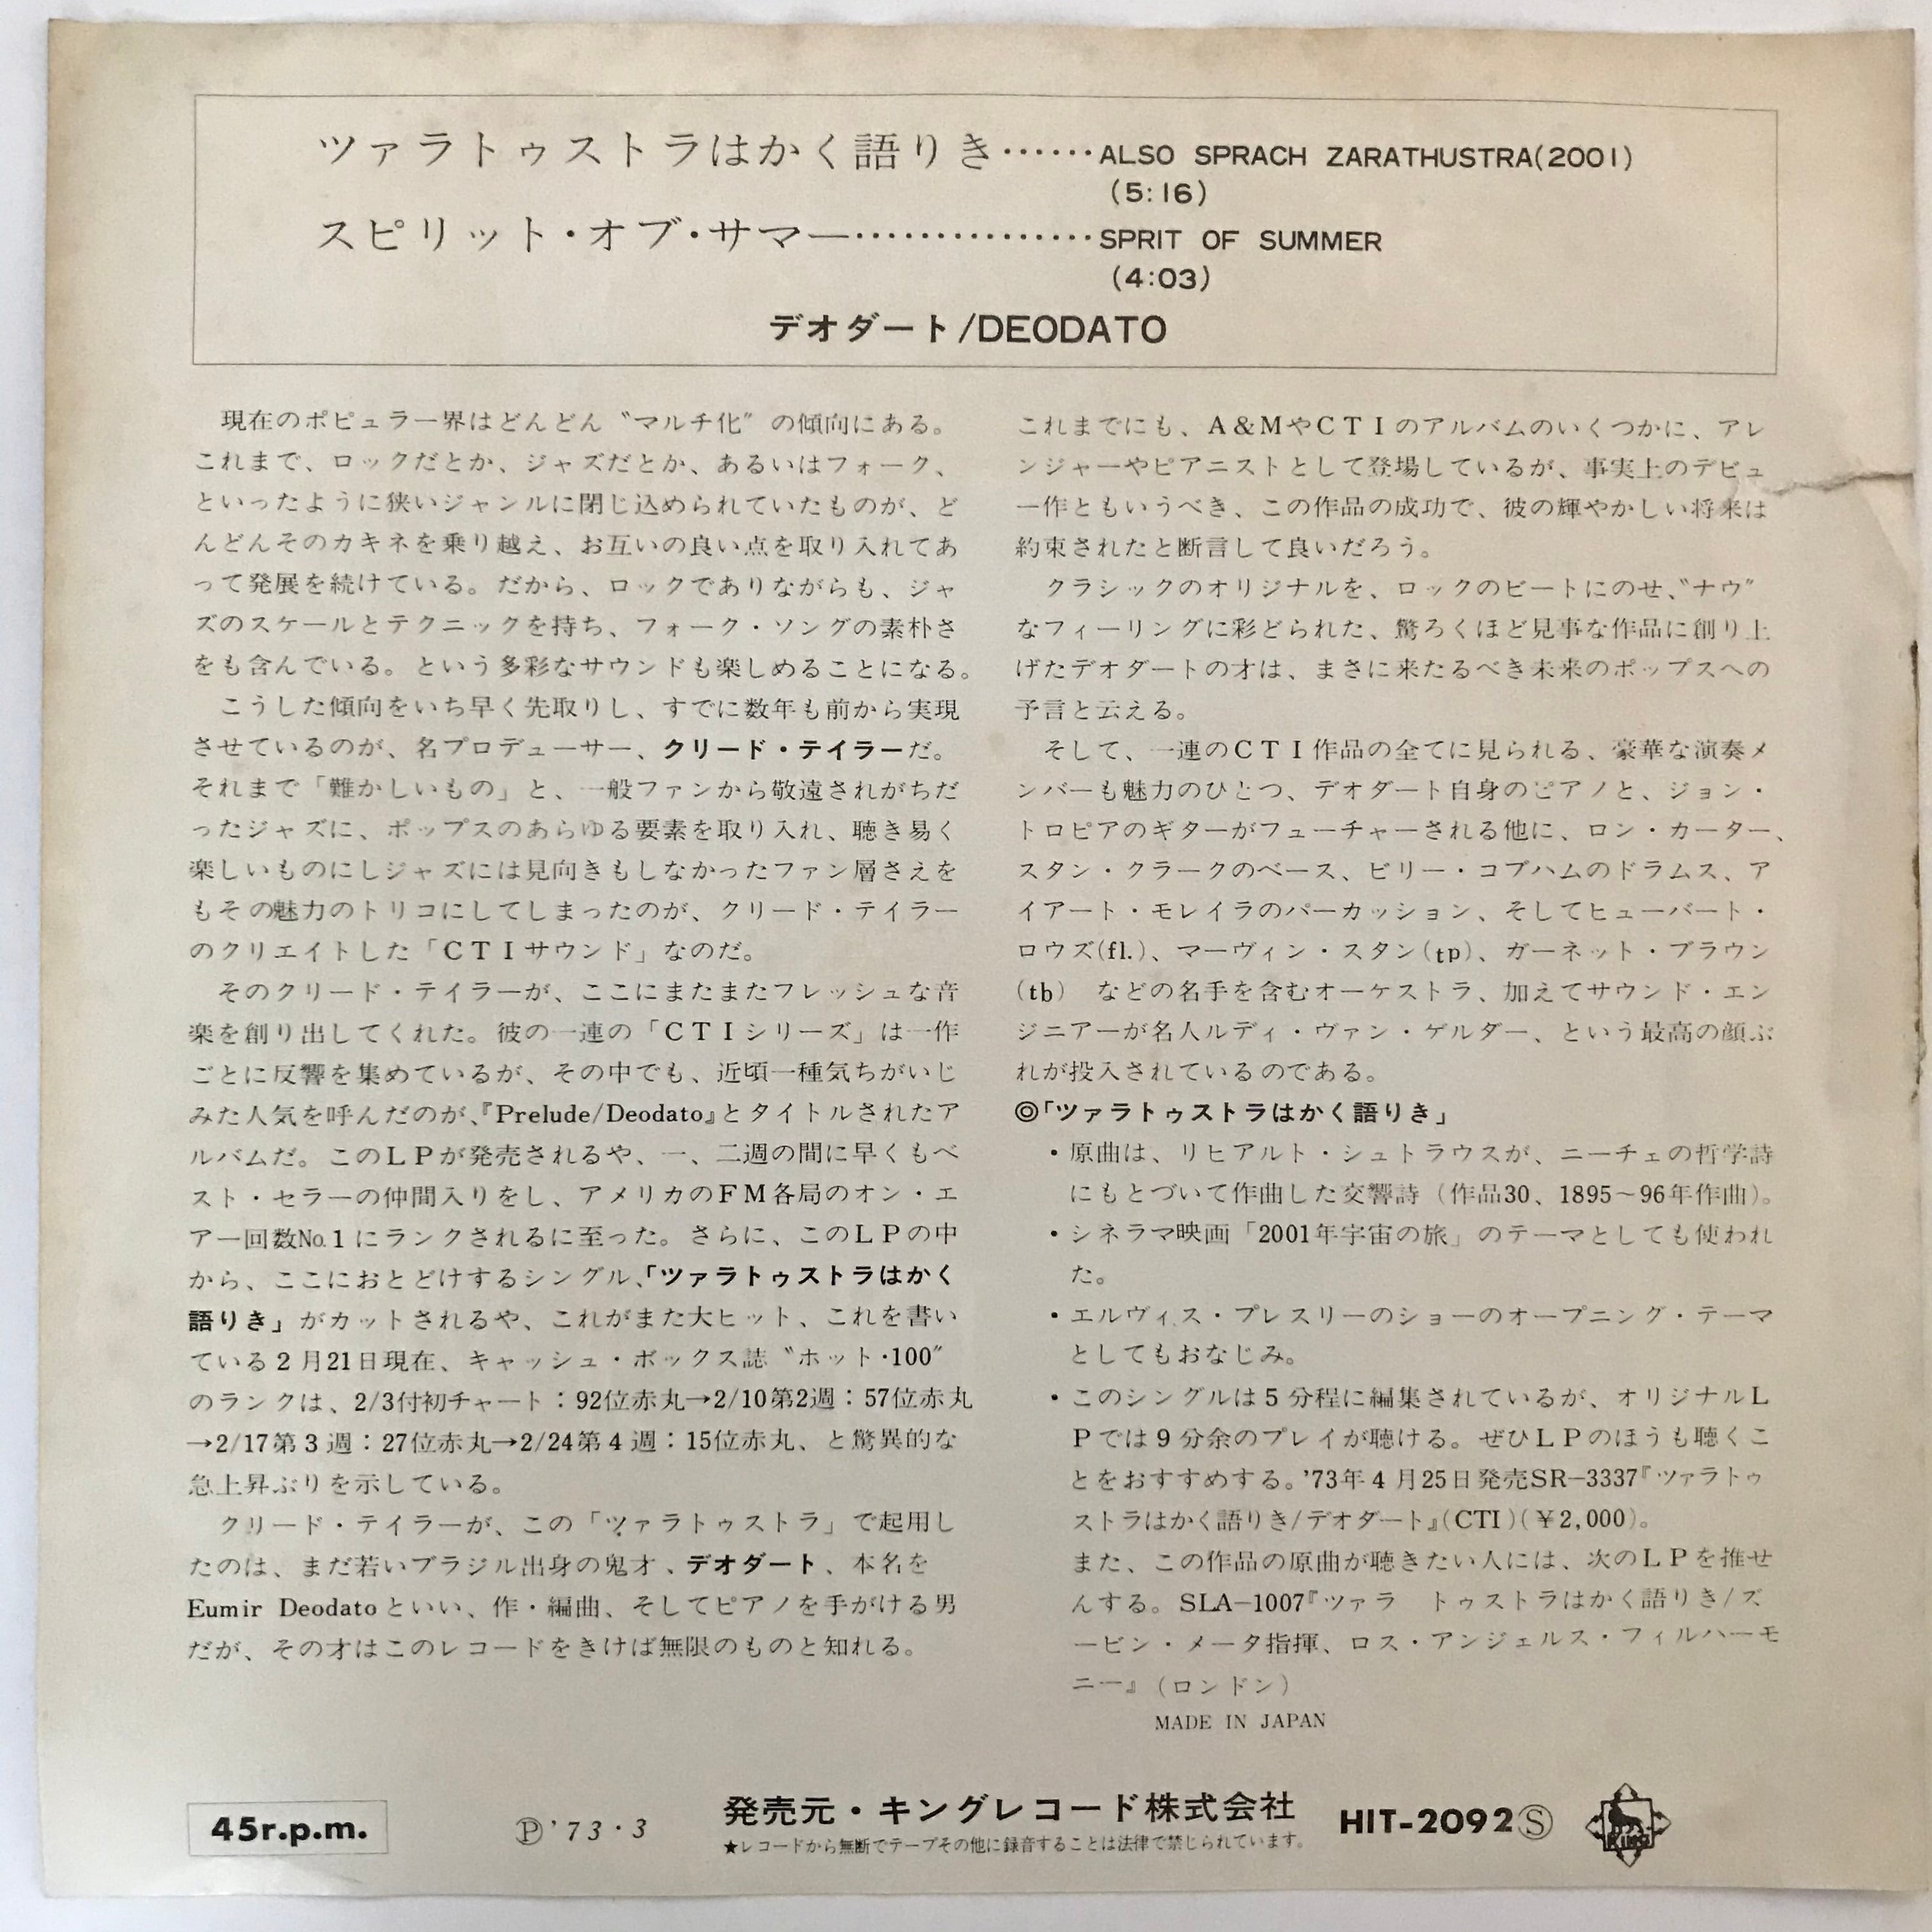 ツァラトゥストラはかく語りき……ALSO SPRACH ZARATHUSTRA(2001)
(5:16)
スピリット・オブ・サマー……………SPRIT OF SUMMER
(4:03)
デオダート/DEODATO
現在のポピュラー界はどんどん〝マルチ化〟の傾向にある。
これまで、ロックだとか、ジャズだとか、あるいはフォーク、
といったように狭いジャンルに閉じ込められていたものが、ど
んどんそのカキネを乗り越え、お互いの良い点を取り入れてあ
って発展を続けている。だから、ロックでありながらも、ジャ
ズのスケールとテクニックを持ち、フォーク・ソングの素朴さ
をも含んでいる。という多彩なサウンドも楽しめることになる。
こうした傾向をいち早く先取りし、すでに数年も前から実現
させているのが、名プロデューサー、クリード・テイラーだ。
それまで「難かしいもの」と、一般ファンから敬遠されがちだ
ったジャズに、ポップスのあらゆる要素を取り入れ、聴き易く
楽しいものにしジャズには見向きもしなかったファン層さえを
もその魅力のトリコにしてしまったのが、クリード・テイラー
のクリエイトした「CTIサウンド」なのだ。
そのクリード・テイラーが、ここにまたまたフレッシュな音
楽を創り出してくれた。彼の一連の「CTIシリーズ」は一作
ごとに反響を集めているが、その中でも、近頃一種気ちがいじ
みた人気を呼んだのが、『Prelude/Deodato』とタイトルされたア
ルバムだ。このLPが発売されるや、一、二週の間に早くもベ
スト・セラーの仲間入りをし、アメリカのFM各局のオン・エ
アー回数No.1にランクされるに至った。さらに、このLPの中
から、ここにおとどけするシングル、「ツァラトゥストラはかく
語りき」がカットされるや、これがまた大ヒット、これを書い
ている2月21日現在、キャッシュ・ボックス誌〝ホット・100〟
のランクは、2/3付初チャート：92位赤丸→2/10第2週：57位赤丸
→2/17第3週：27位赤丸→2/24第4週：15位赤丸、と驚異的な
急上昇ぶりを示している。
クリード・テイラーが、この「ツァラトゥストラ」で起用し
たのは、まだ若いブラジル出身の鬼才、デオダート、本名を
Eumir Deodatoといい、作・編曲、そしてピアノを手がける男
だが、その才はこのレコードをきけば無限のものと知れる。
これまでにも、A&MやCTIのアルバムのいくつかに、アレ
ンジャーやピアニストとして登場しているが、事実上のデビュ
ー作ともいうべき、この作品の成功で、彼の輝やかしい将来は
約束されたと断言して良いだろう。
クラシックのオリジナルを、ロックのビートにのせ、〝ナウ〟
なフィーリングに彩どられた、驚ろくほど見事な作品に創り上
げたデオダートの才は、まさに来たるべき未来のポップスへの
予言と云える。
そして、一連のCTI作品の全てに見られる、豪華な演奏メ
ンバーも魅力のひとつ、デオダート自身のピアノと、ジョン・
トロピアのギターがフューチャーされる他に、ロン・カーター、
スタン・クラークのベース、ビリー・コブハムのドラムス、ア
イアート・モレイラのパーカッション、そしてヒューバート・
ロウズ(fl.)、マーヴィン・スタン(tp)、ガーネット・ブラウン
(tb) などの名手を含むオーケストラ、加えてサウンド・エン
ジニアーが名人ルディ・ヴァン・ゲルダー、という最高の顔ぶ
れが投入されているのである。
◎「ツァラトゥストラはかく語りき」
・原曲は、リヒアルト・シュトラウスが、ニーチェの哲学詩
にもとづいて作曲した交響詩（作品30、1895～96年作曲）。
・シネラマ映画「2001年宇宙の旅」のテーマとしても使われ
た。
・エルヴィス・プレスリーのショーのオープニング・テーマ
としてもおなじみ。
・このシングルは5分程に編集されているが、オリジナルL
Pでは9分余のプレイが聴ける。ぜひLPのほうも聴くこ
とをおすすめする。'73年4月25日発売SR-3337『ツァラトゥ
ストラはかく語りき/デオダート』(CTI)(￥2,000)。
また、この作品の原曲が聴きたい人には、次のLPを推せ
んする。SLA-1007『ツァラ トゥストラはかく語りき/ズ
ービン・メータ指揮、ロス・アンジェルス・フィルハーモ
ニー』(ロンドン)
MADE IN JAPAN
45r.p.m.
Ⓟ'73・3
発売元・キングレコード株式会社
★レコードから無断でテープその他に録音することは法律で禁じられています。
HIT-2092Ⓢ
KING